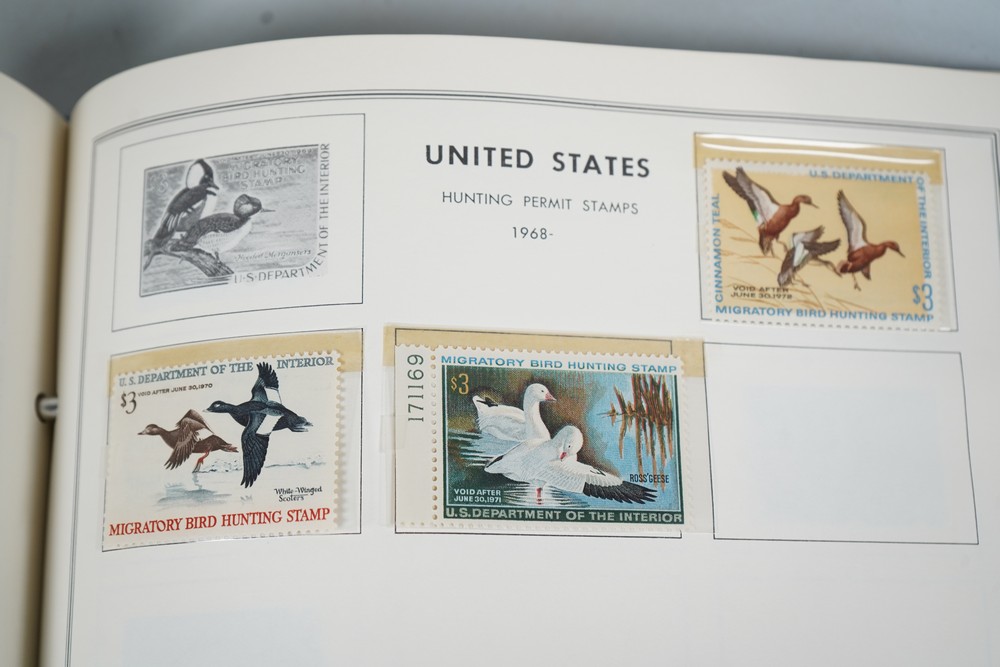 UNITED STATES
HUNTING PERMIT STAMPS
1968-
MIGRATORY
BIRD HUNTING
STAMP
Hooded Mergansers
U.S. DEPARTMENT OF THE INTERIOR
U.S. DEPARTMENT OF THE INTERIOR
CINNAMON TEAL
VOID AFTER
JUNE 30, 1972
$3
MIGRATORY BIRD HUNTING STAMP
U.S. DEPARTMENT OF THE INTERIOR
$3
VOID AFTER JUNE 30, 1970
White-Winged
Scoters
MIGRATORY BIRD HUNTING STAMP
171169
MIGRATORY BIRD HUNTING STAMP
$3
ROSS' GEESE
VOID AFTER
JUNE 30, 1971
U.S. DEPARTMENT OF THE INTERIOR